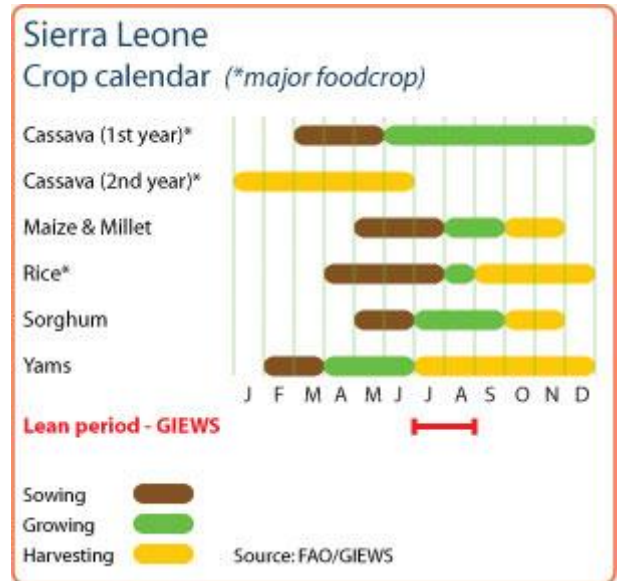 Sierra Leone
Crop calendar (*major foodcrop)
Cassava (1st year)*
Cassava (2nd year)*
Maize & Millet
Rice*
Sorghum
Yams
J F M A M J J A S O N D
Lean period - GIEWS
Sowing
Growing
Harvesting Source: FAO/GIEWS